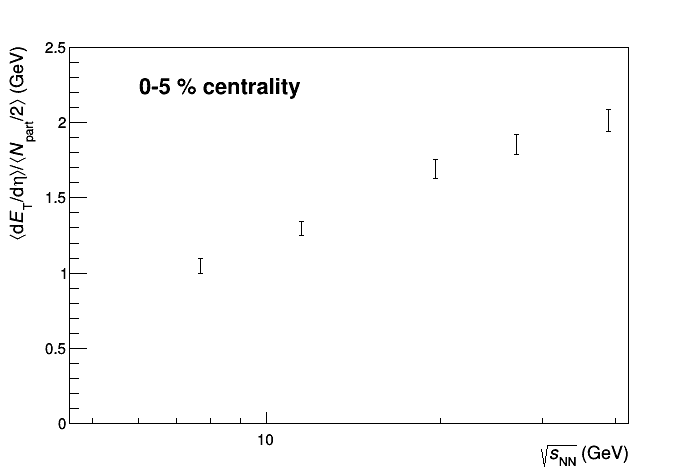 2.5
0-5 % centrality
2
1.5
1
0.5
0
10
⟨dE_T/dη⟩/⟨N_part/2⟩ (GeV)
√s_NN (GeV)